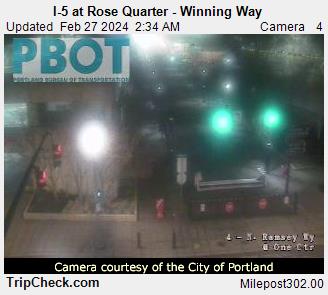 I-5 at Rose Quarter - Winning Way
Updated Feb 27 2024 2:34 AM Camera 4
PBOT
PORTLAND BUREAU OF TRANSPORTATION
4 - N. Ramsey Wy
@ One Ctr
Camera courtesy of the City of Portland
TripCheck.com Milepost302.00